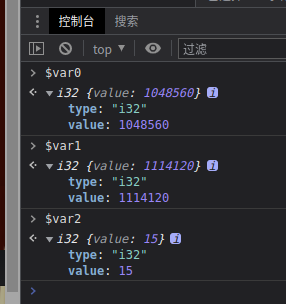 控制台 搜索
top 过滤
$var0
i32 {value: 1048560} i
type: "i32"
value: 1048560
$var1
i32 {value: 1114120} i
type: "i32"
value: 1114120
$var2
i32 {value: 15} i
type: "i32"
value: 15